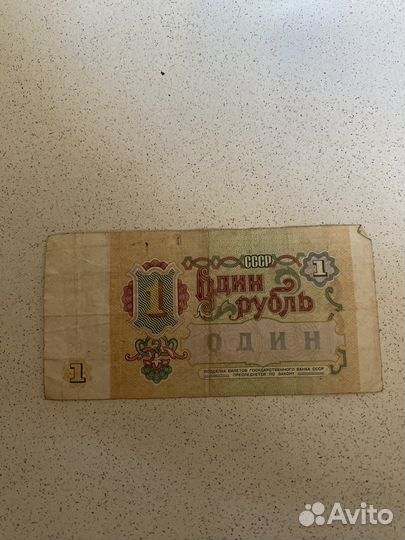 СССР
1
Один
рубль
1
ОДИН
1
ПОДДЕЛКА БИЛЕТОВ ГОСУДАРСТВЕННОГО БАНКА СССР
ПРЕСЛЕДУЕТСЯ ПО ЗАКОНУ
Avito